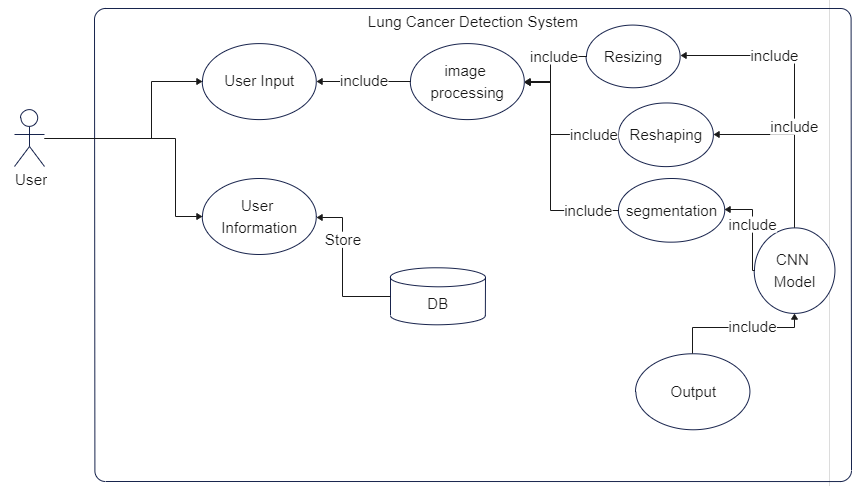 Lung Cancer Detection System
User
User Input
include
image
processing
include
Resizing
include
include
Reshaping
include
include
segmentation
include
User
Information
Store
DB
CNN
Model
include
Output